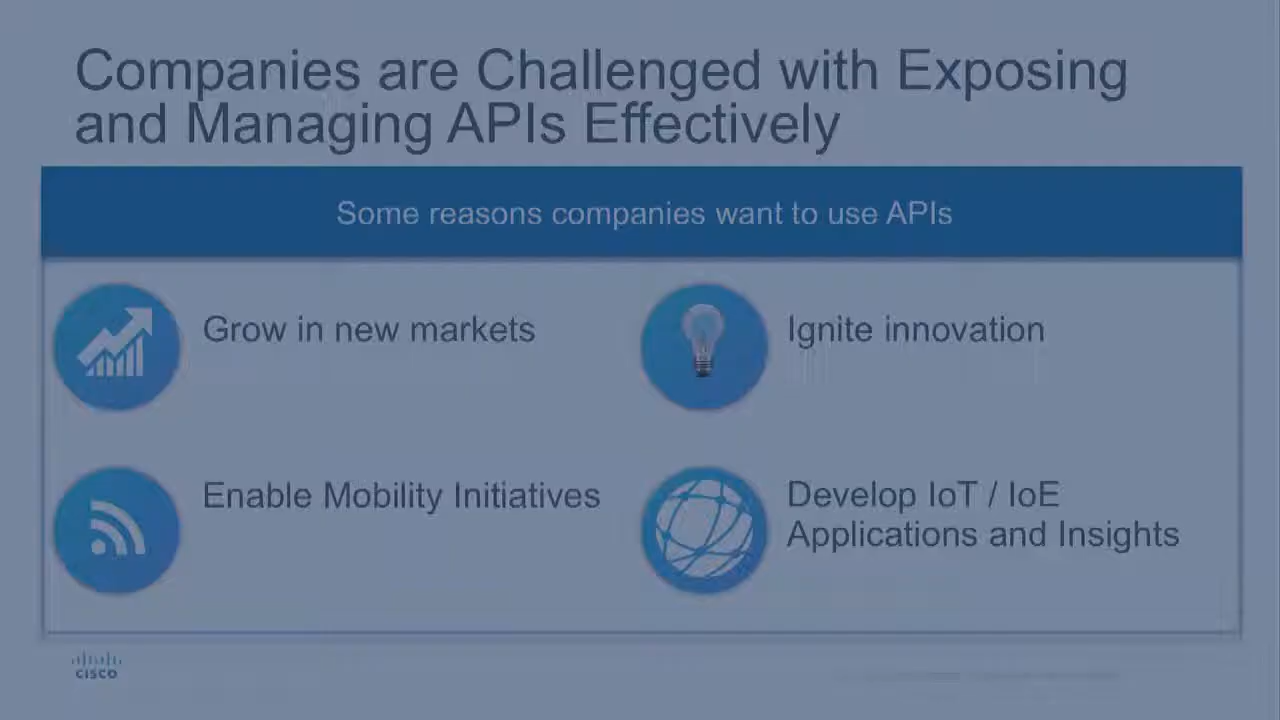 Companies are Challenged with Exposing
and Managing APIs Effectively
Some reasons companies want to use APIs
Grow in new markets
Ignite innovation
Enable Mobility Initiatives
Develop IoT / IoE
Applications and Insights
CISCO